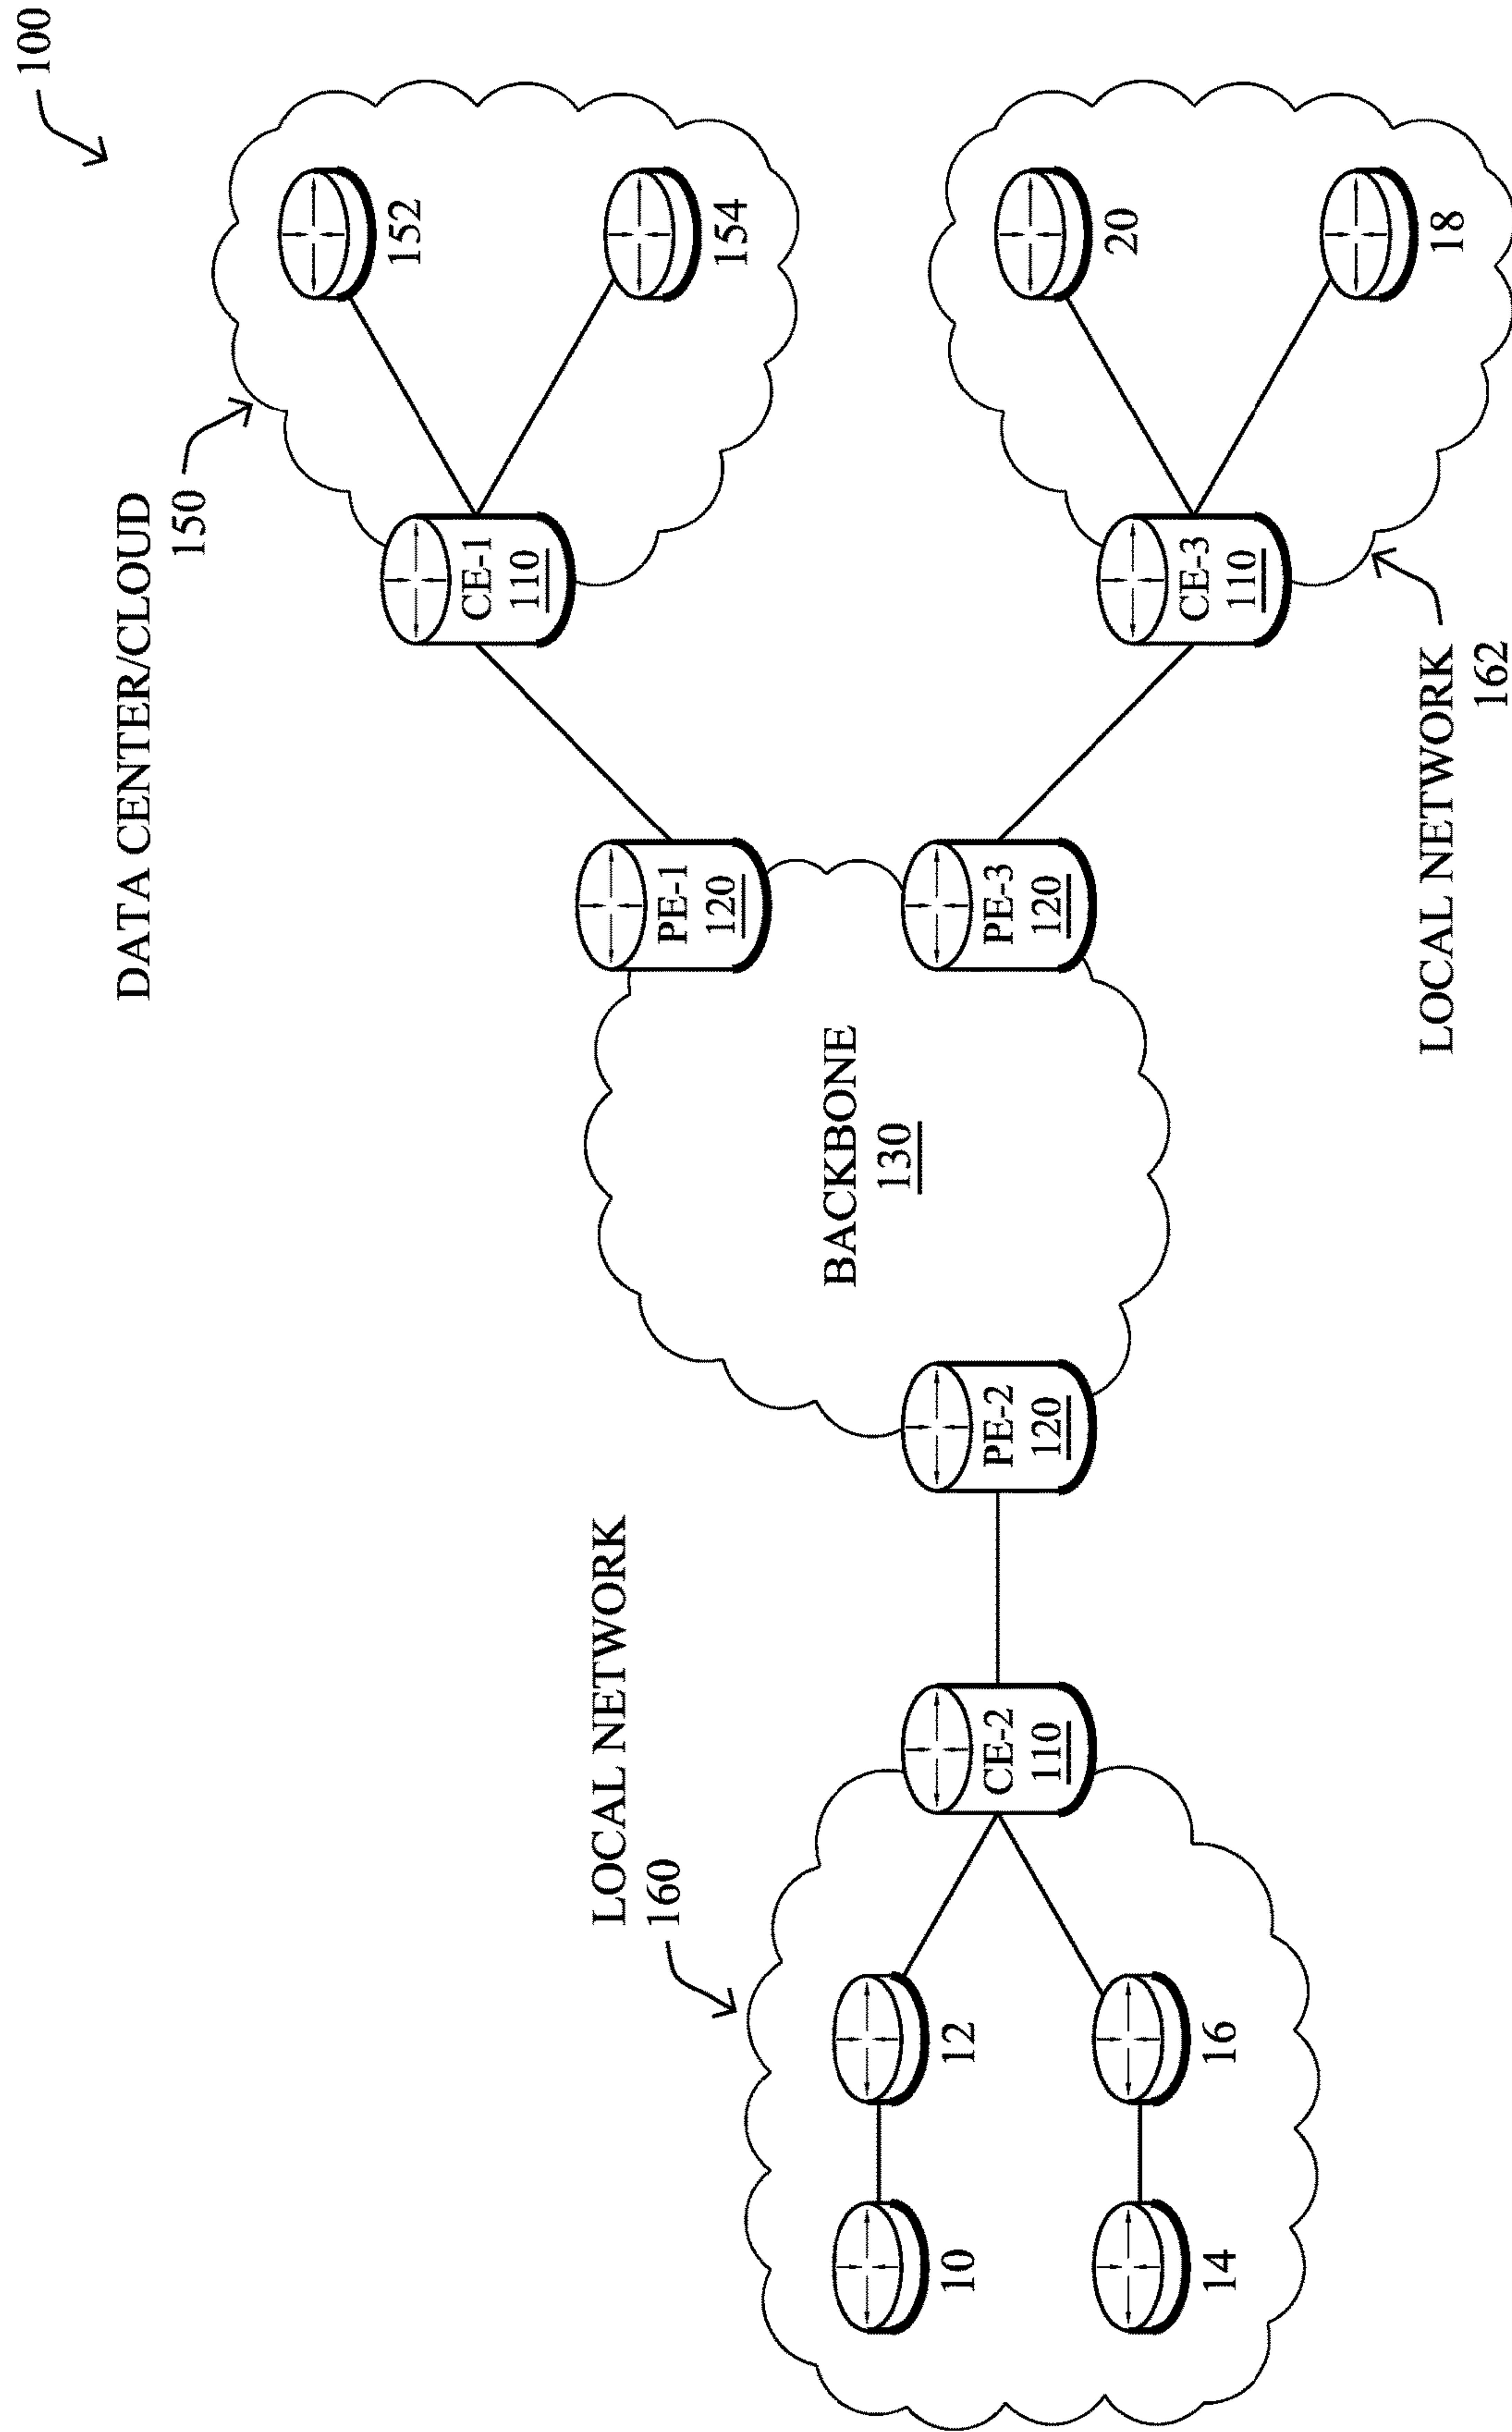 100
DATA CENTER/CLOUD
150
152
CE-1
110
LOCAL NETWORK
160
PE-1
120
154
BACKBONE
130
10
12
CE-2
110
PE-2
120
PE-3
120
20
CE-3
110
14
16
LOCAL NETWORK
162
18